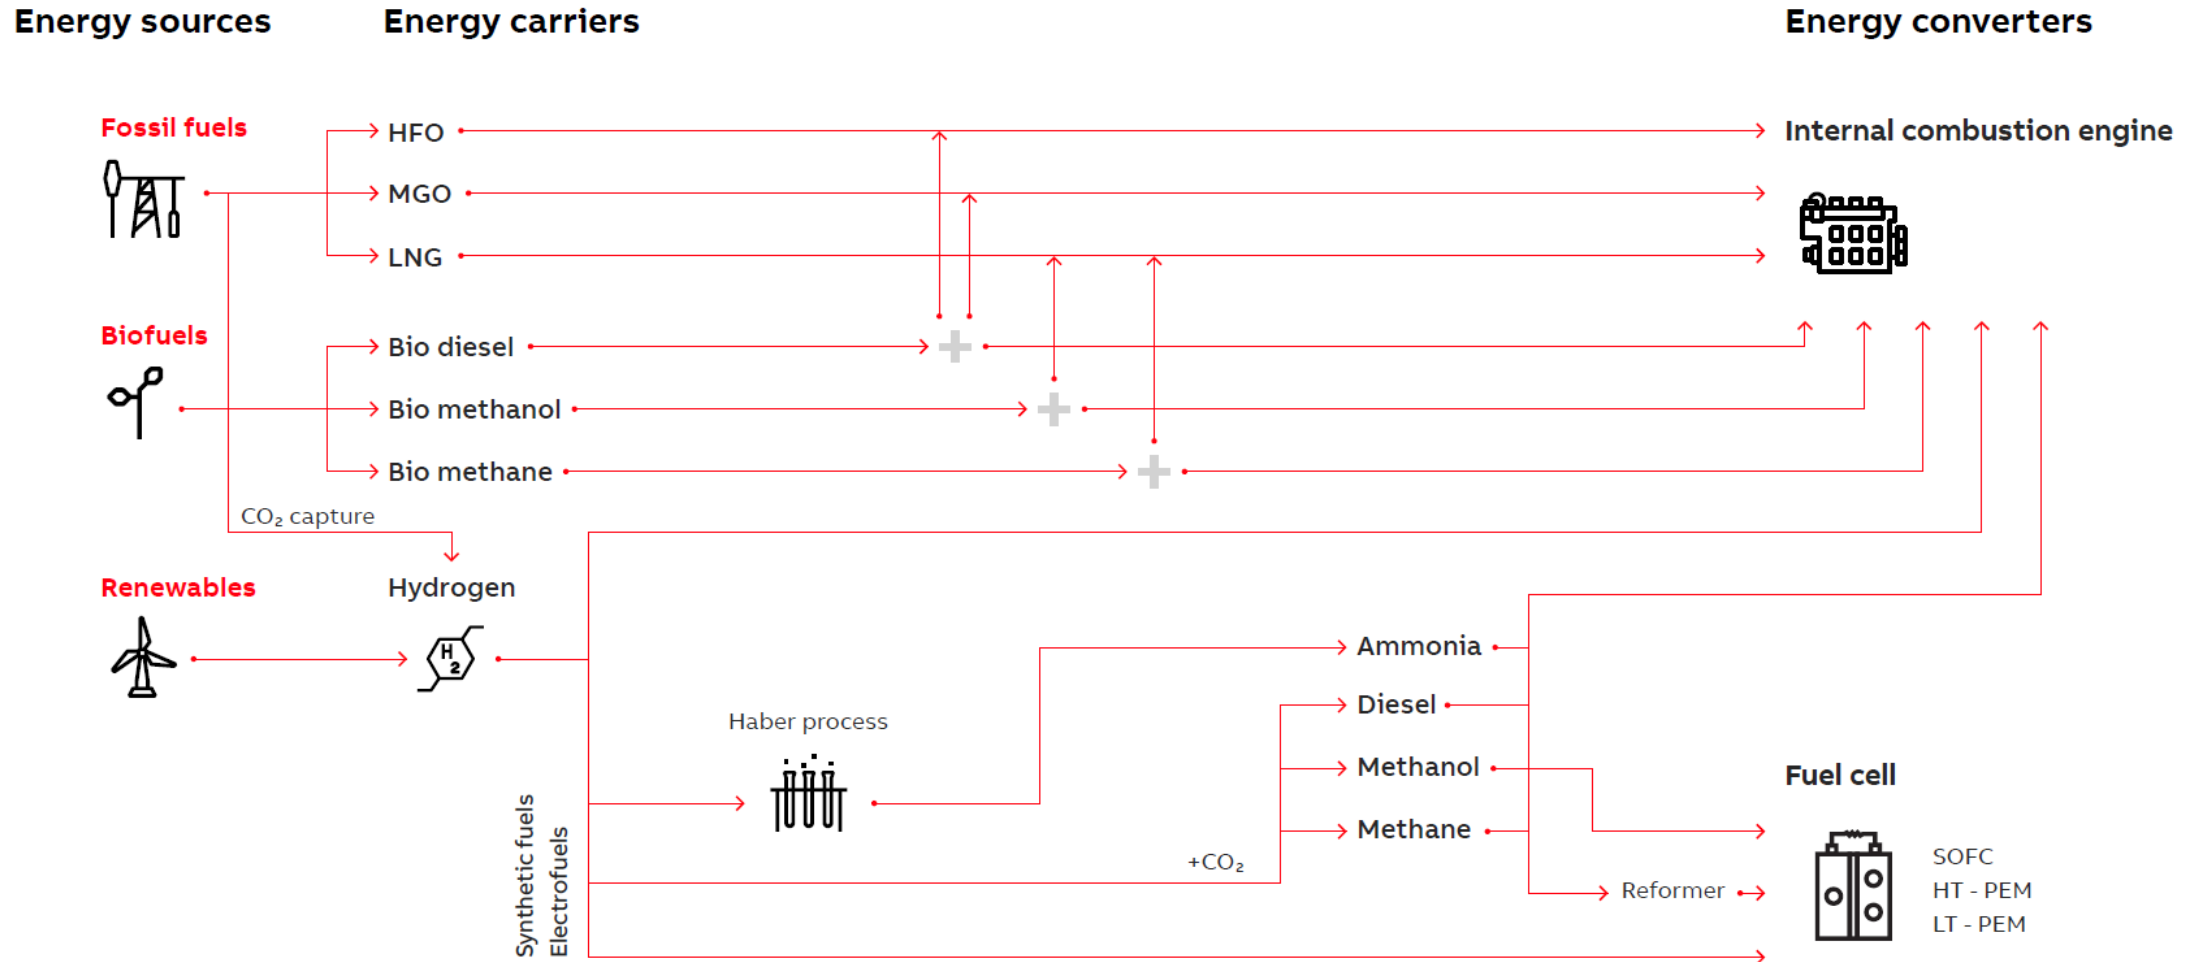 Energy sources
Energy carriers
Energy converters
Fossil fuels
HFO
MGO
LNG
Internal combustion engine
Biofuels
Bio diesel
Bio methanol
Bio methane
CO₂ capture
Renewables
Hydrogen
H
2
Synthetic fuels
Electrofuels
Haber process
+CO₂
Ammonia
Diesel
Methanol
Methane
Reformer
Fuel cell
SOFC
HT - PEM
LT - PEM